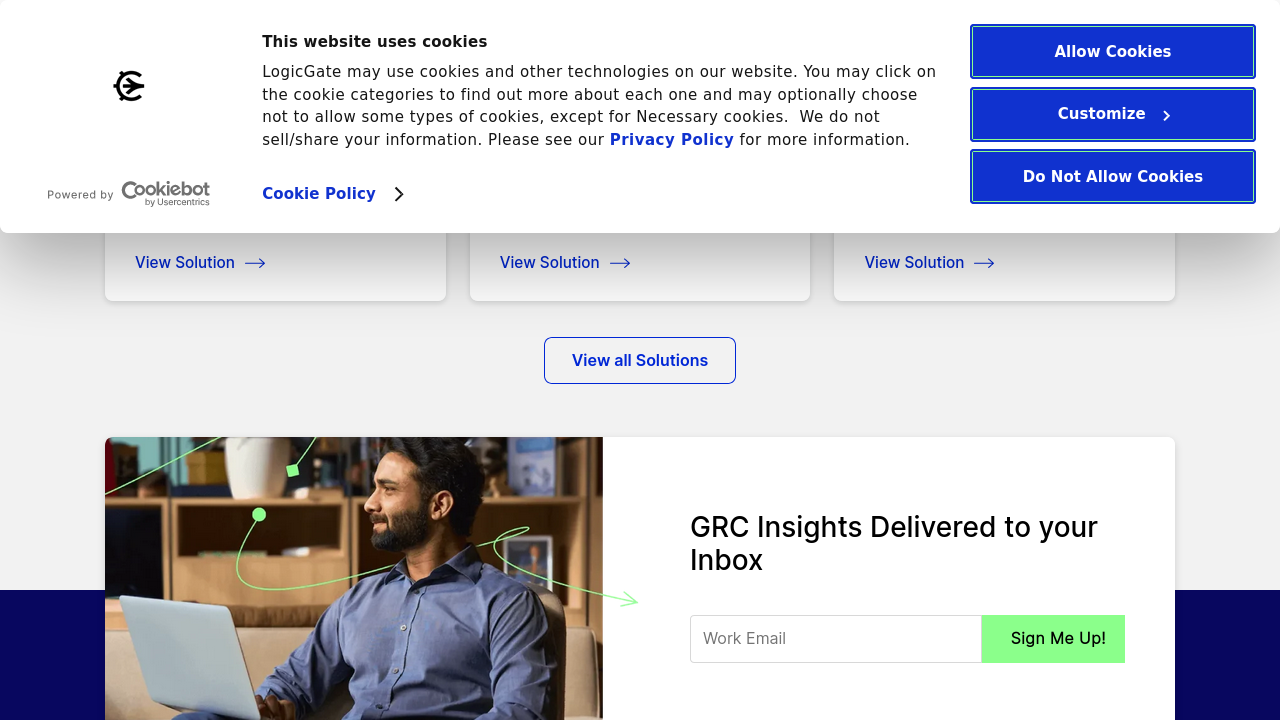 This website uses cookies
LogicGate may use cookies and other technologies on our website. You may click on
the cookie categories to find out more about each one and may optionally choose
not to allow some types of cookies, except for Necessary cookies.  We do not
sell/share your information. Please see our Privacy Policy for more information.
Powered by Cookiebot
by Usercentrics
Cookie Policy
Allow Cookies
Customize
Do Not Allow Cookies
View Solution
View Solution
View Solution
View all Solutions
GRC Insights Delivered to your
Inbox
Work Email
Sign Me Up!